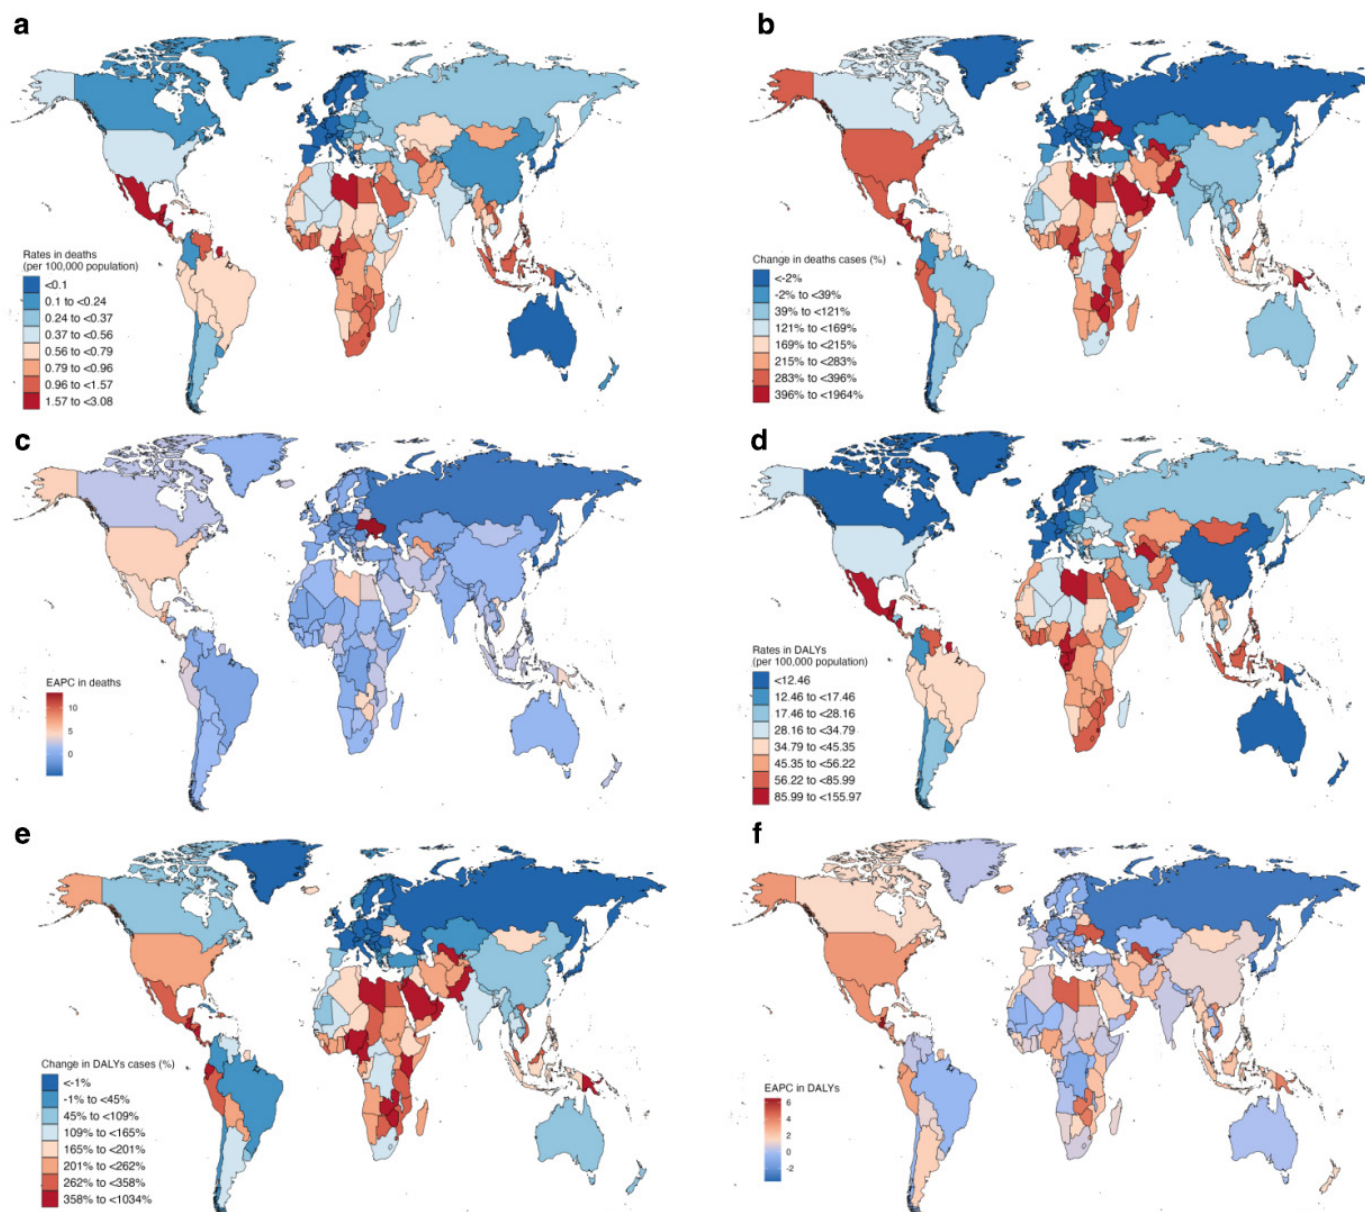 a
b
Rates in deaths
(per 100,000 population)
<0.1
0.1 to <0.24
0.24 to <0.37
0.37 to <0.56
0.56 to <0.79
0.79 to <0.96
0.96 to <1.57
1.57 to <3.08
Change in deaths cases (%)
<-2%
-2% to <39%
39% to <121%
121% to <169%
169% to <215%
215% to <283%
283% to <396%
396% to <1964%
c
d
EAPC in deaths
10
5
0
Rates in DALYs
(per 100,000 population)
<12.46
12.46 to <17.46
17.46 to <28.16
28.16 to <34.79
34.79 to <45.35
45.35 to <56.22
56.22 to <85.99
85.99 to <155.97
e
f
Change in DALYs cases (%)
<-1%
-1% to <45%
45% to <109%
109% to <165%
165% to <201%
201% to <262%
262% to <358%
358% to <1034%
EAPC in DALYs
6
4
2
0
-2